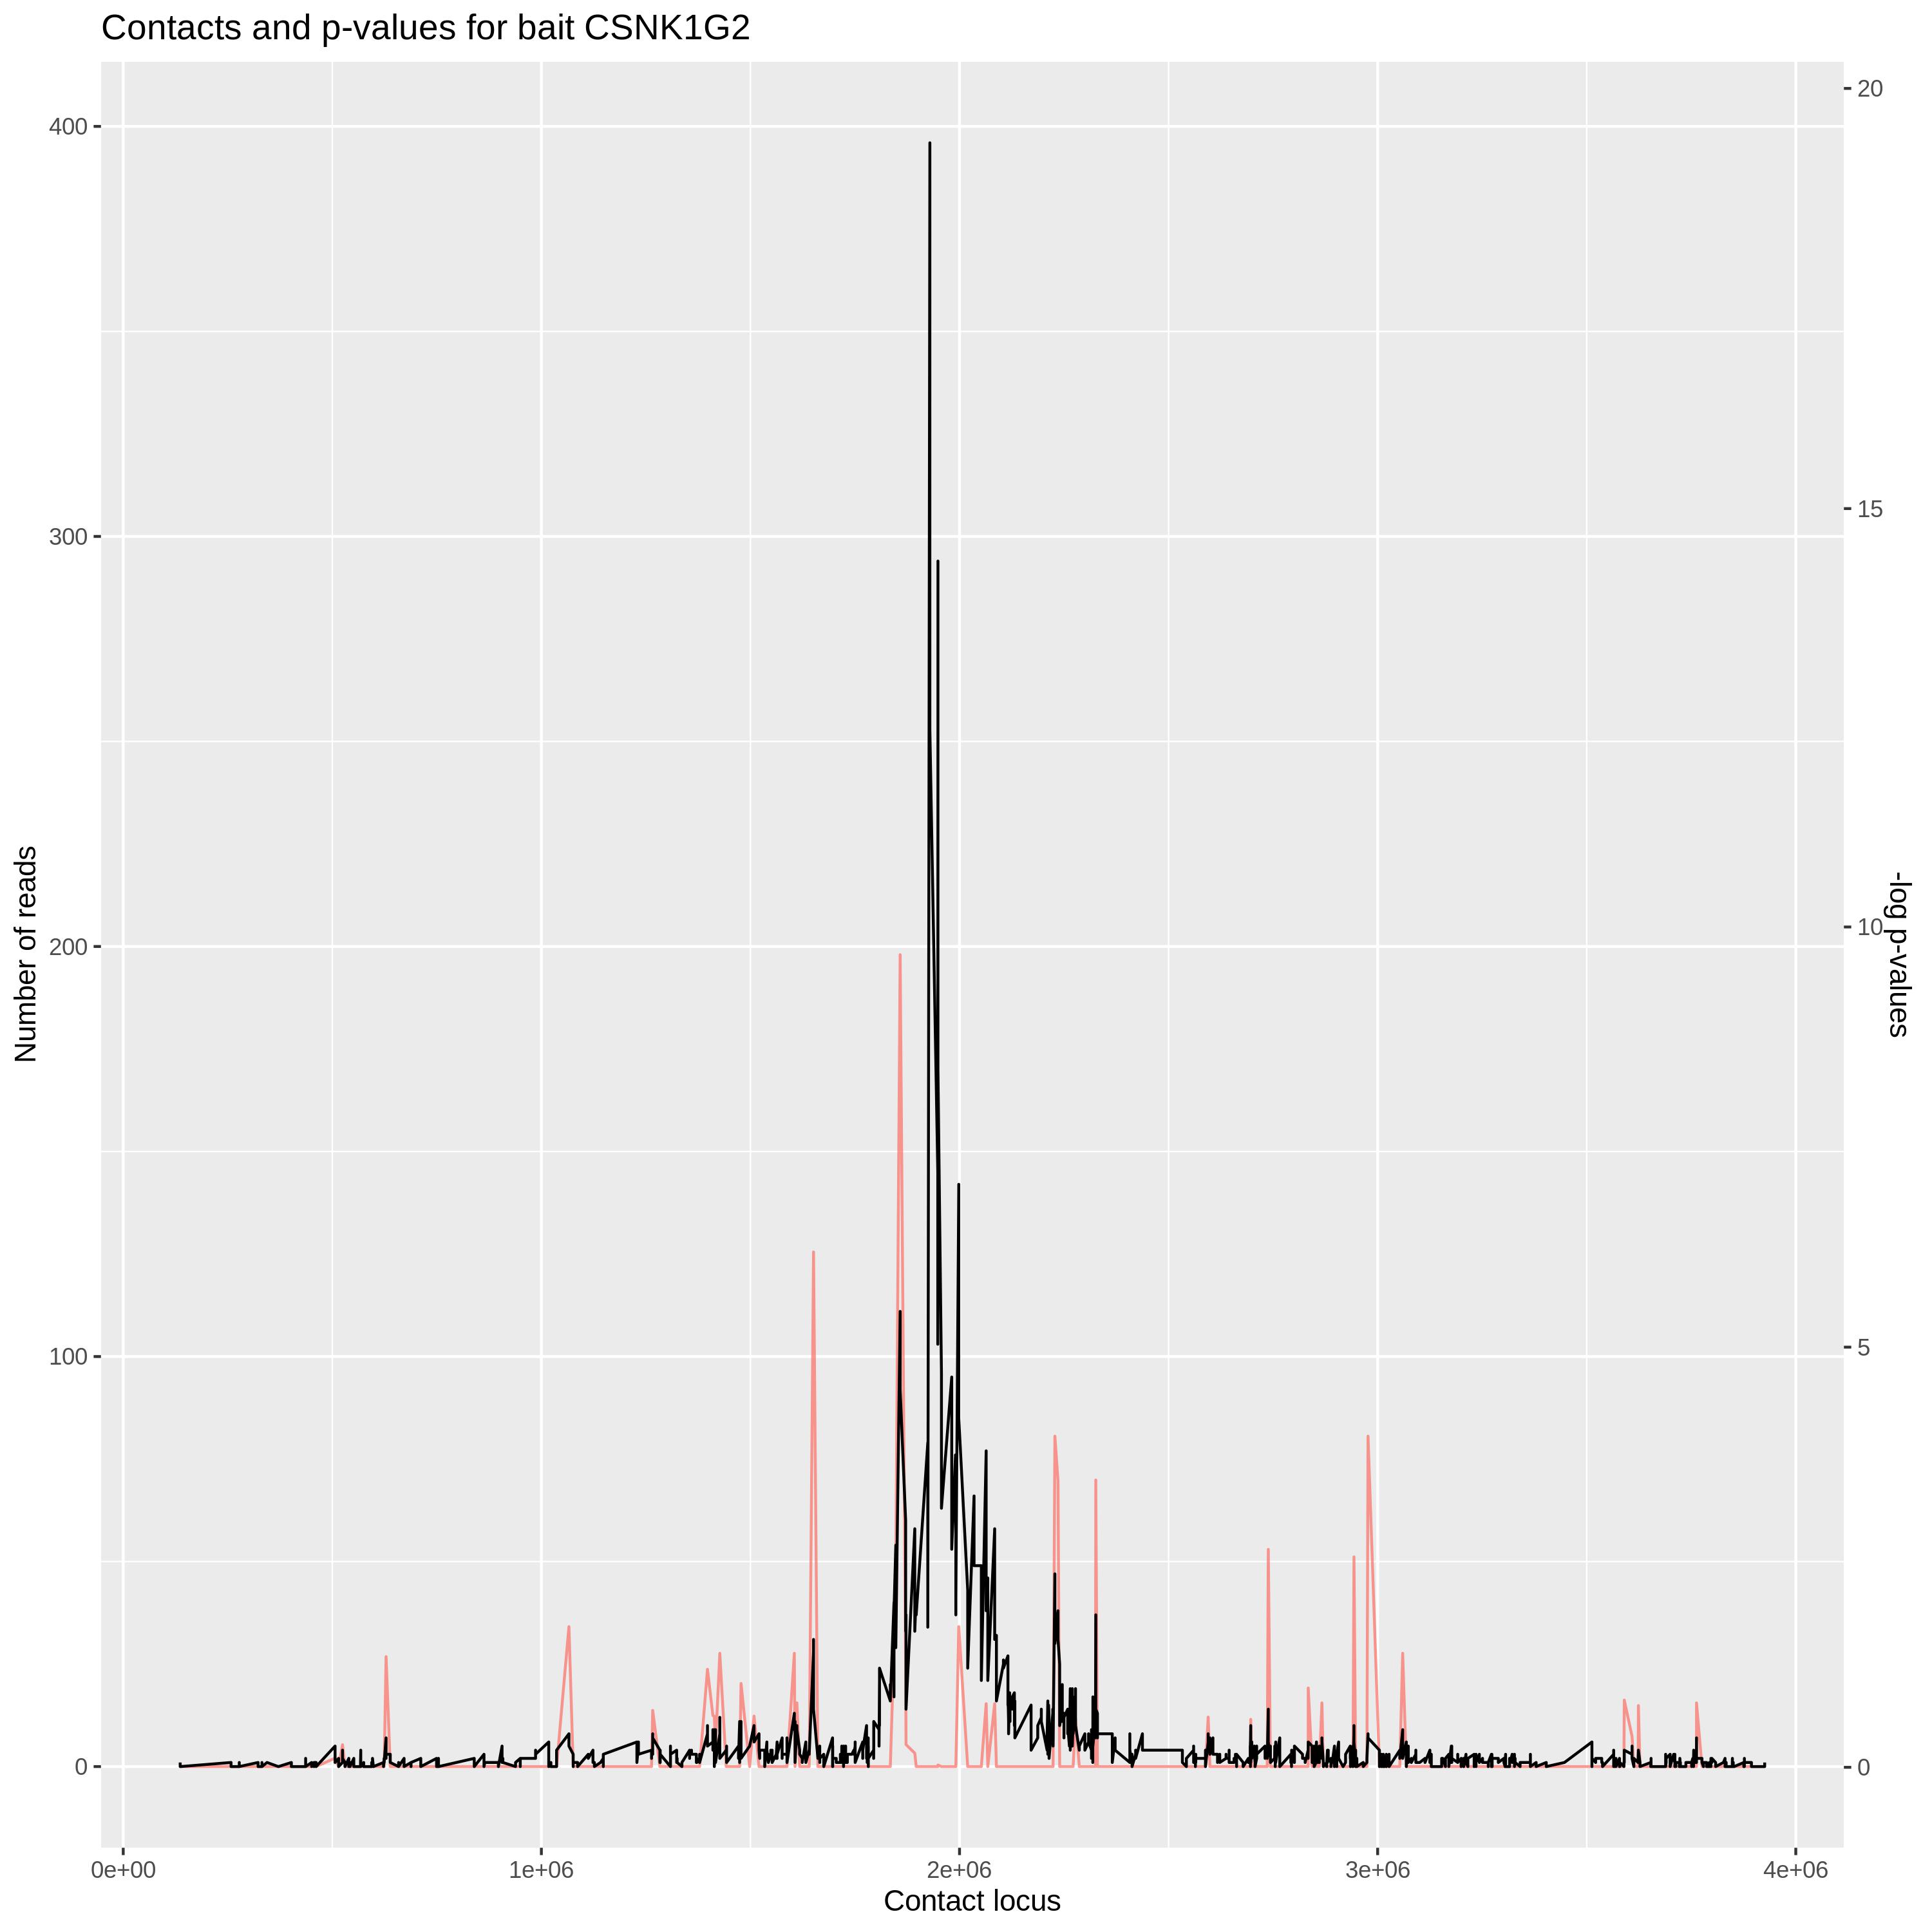 Contacts and p-values for bait CSNK1G2
400
300
200
100
0
Number of reads
20
15
10
5
0
-log p-values
0e+00
1e+06
2e+06
3e+06
4e+06
Contact locus